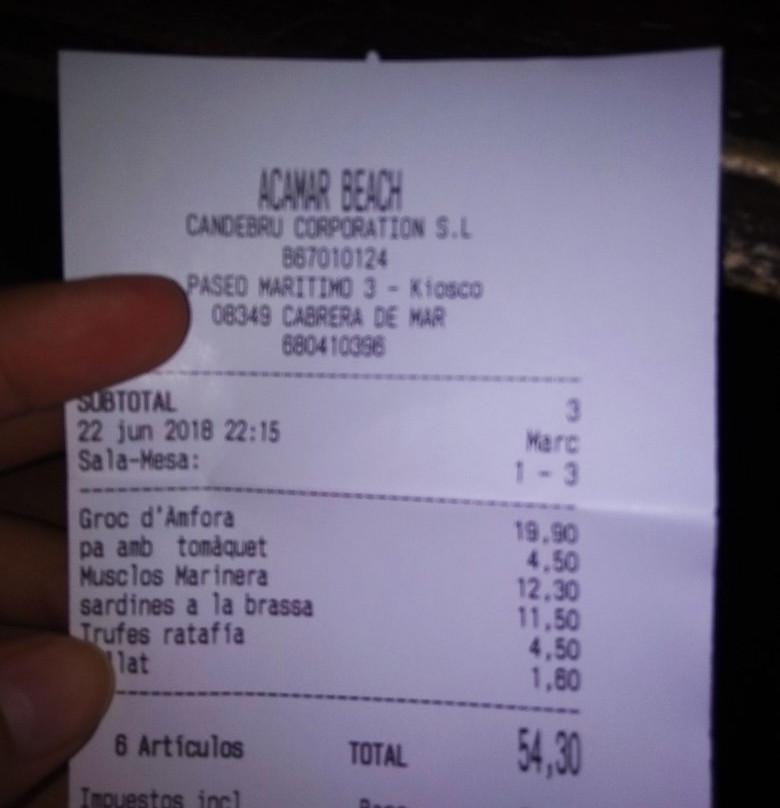 ACAMAR BEACH
CANDEBRU CORPORATION S.L
B67010124
PASEO MARITIMO 3 - Kiosco
08349 CABRERA DE MAR
680410396
SUBTOTAL 3
22 jun 2018 22:15 Marc
Sala-Mesa: 1 - 3
Groc d'Amfora 19,90
pa amb tomàquet 4,50
Musclos Marinera 12,30
sardines a la brassa 11,50
Trufes ratafía 4,50
1,60
6 Artículos TOTAL 54,30
Impuestos incl